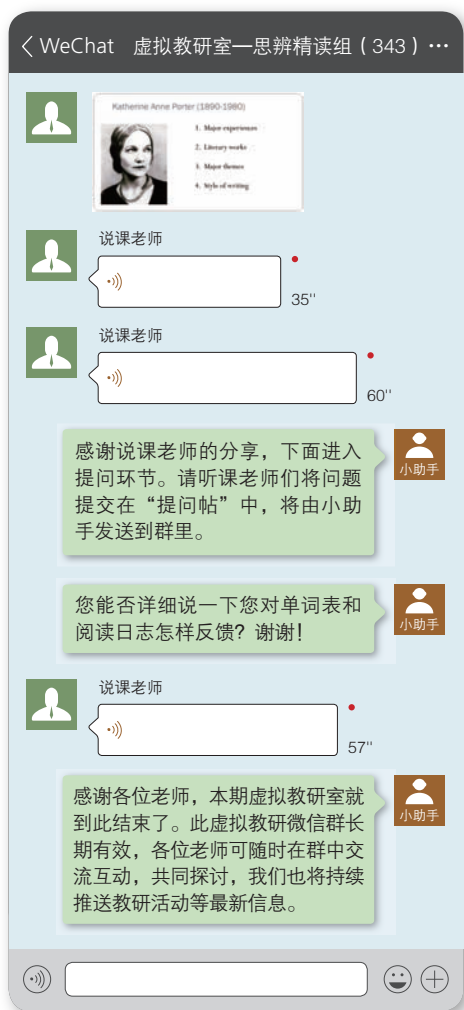 WeChat 虚拟教研室—思辨精读组（343）
Katherine Anne Porter (1890-1980)
1. Major experiences
2. Literary works
3. Major themes
4. Style of writing
说课老师
35''
说课老师
60''
感谢说课老师的分享，下面进入
提问环节。请听课老师们将问题
提交在“提问帖”中，将由小助
手发送到群里。
小助手
您能否详细说一下您对单词表和
阅读日志怎样反馈？谢谢！
小助手
说课老师
57''
感谢各位老师，本期虚拟教研室就
到此结束了。此虚拟教研微信群长
期有效，各位老师可随时在群中交
流互动，共同探讨，我们也将持续
推送教研活动等最新信息。
小助手